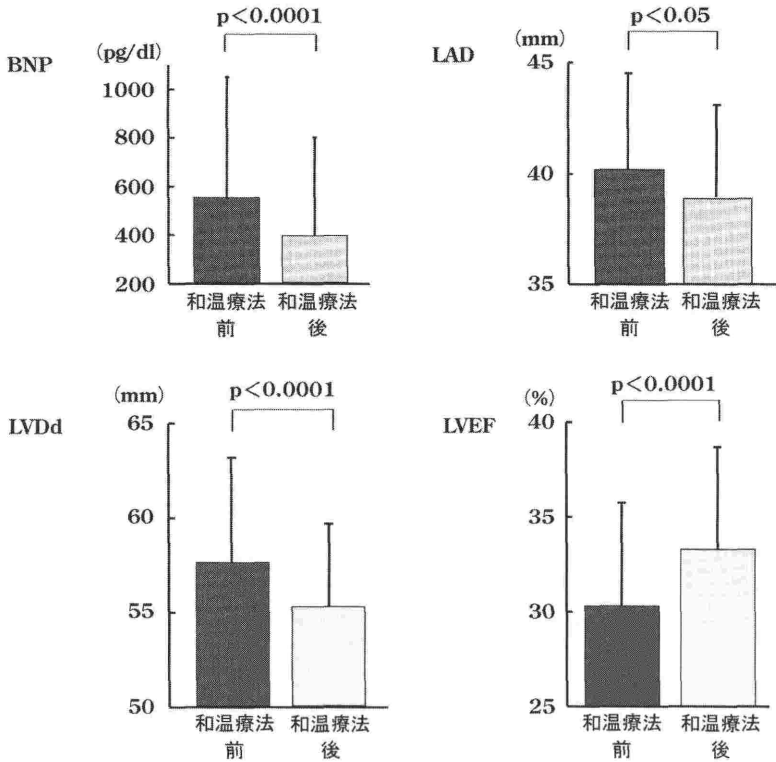 p<0.0001
BNP
(pg/dl)
1000
800
600
400
200
和温療法
前
和温療法
後
p<0.05
LAD
(mm)
45
40
35
和温療法
前
和温療法
後
p<0.0001
LVDd
(mm)
65
60
55
50
和温療法
前
和温療法
後
p<0.0001
LVEF
(%)
40
35
30
25
和温療法
前
和温療法
後